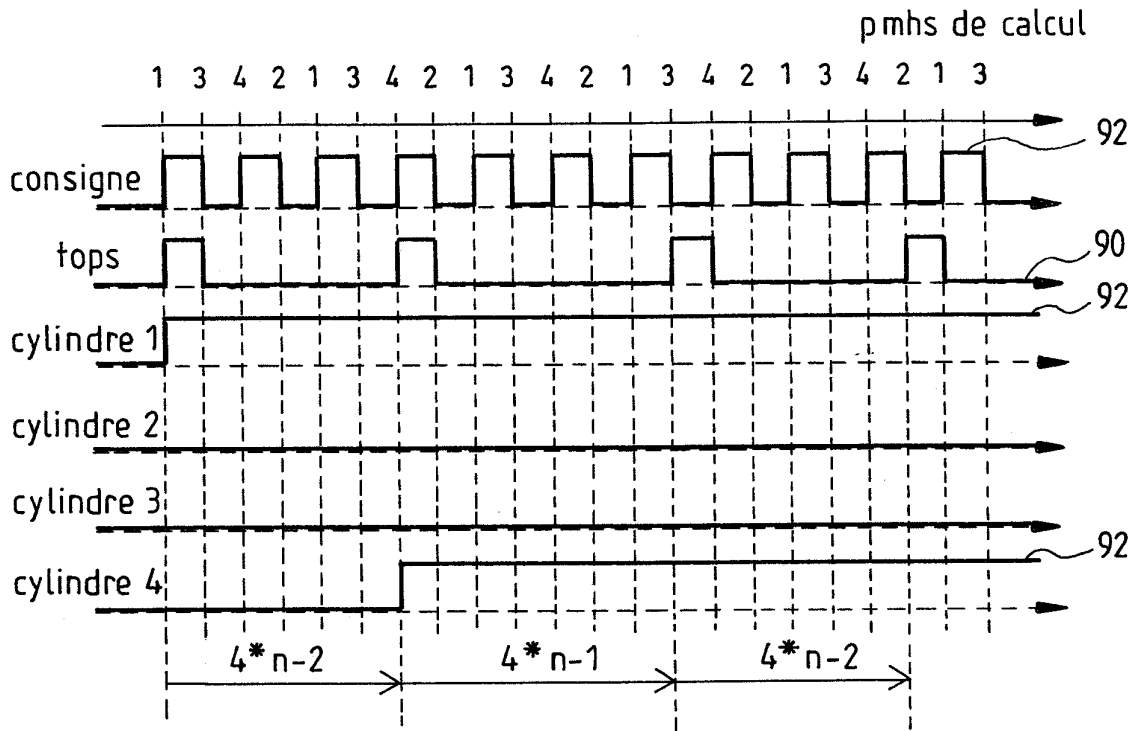 pmhs de calcul
1 3 4 2 1 3 4 2 1 3 4 2 1 3 4 1 3 4 2 1 3
92
consigne
tops
90
92
cylindre 1
cylindre 2
cylindre 3
92
cylindre 4
4*n-2
4*n-1
4*n-2